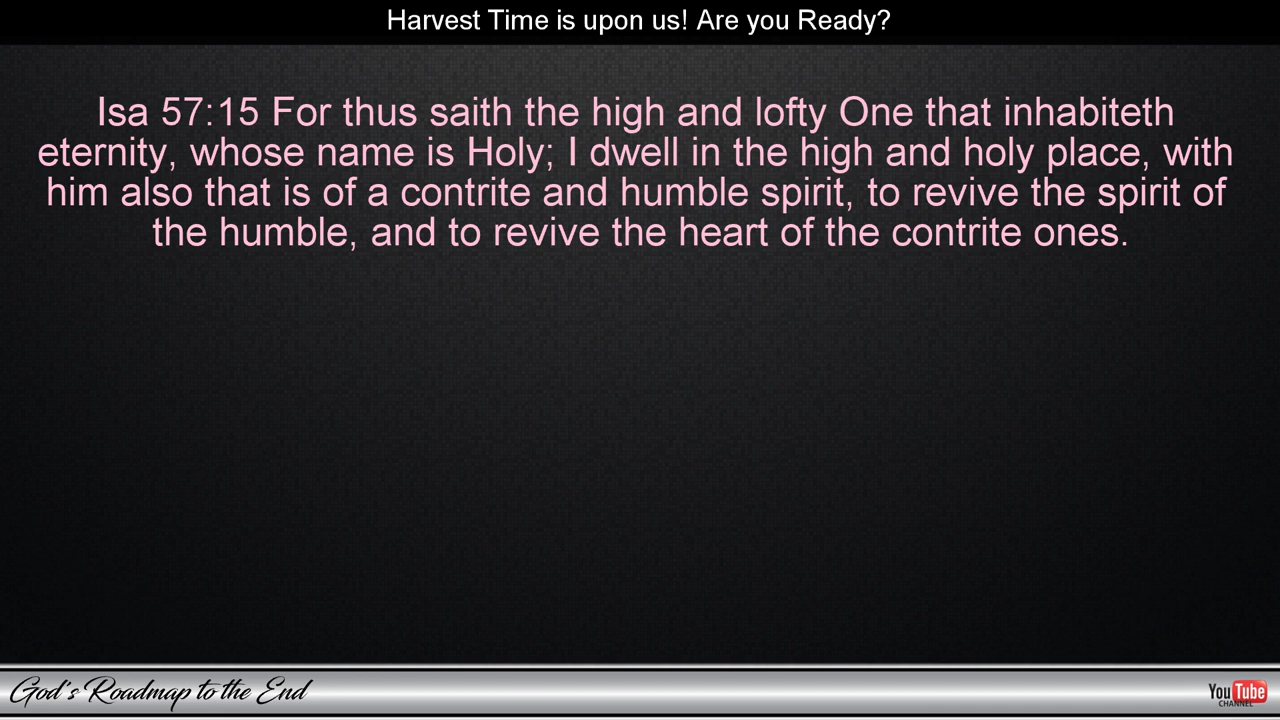 Harvest Time is upon us! Are you Ready?
Isa 57:15 For thus saith the high and lofty One that inhabiteth
eternity, whose name is Holy; I dwell in the high and holy place, with
him also that is of a contrite and humble spirit, to revive the spirit of
the humble, and to revive the heart of the contrite ones.
God's Roadmap to the End
YouTube
CHANNEL